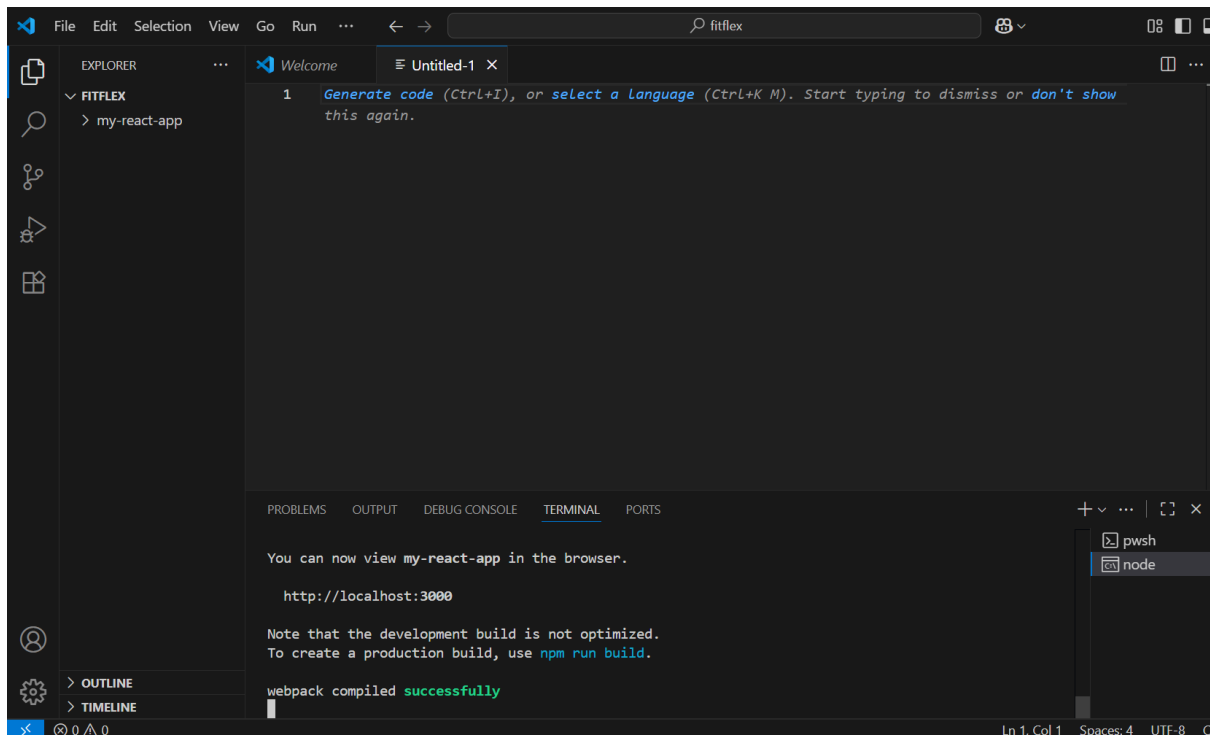 File Edit Selection View Go Run ··· fitflex
EXPLORER ···
FITFLEX
my-react-app
Welcome
Untitled-1
1 Generate code (Ctrl+I), or select a language (Ctrl+K M). Start typing to dismiss or don't show
this again.
PROBLEMS OUTPUT DEBUG CONSOLE TERMINAL PORTS
You can now view my-react-app in the browser.
http://localhost:3000
Note that the development build is not optimized.
To create a production build, use npm run build.
webpack compiled successfully
pwsh
node
OUTLINE
TIMELINE
0 0
Ln 1, Col 1 Spaces: 4 UTF-8